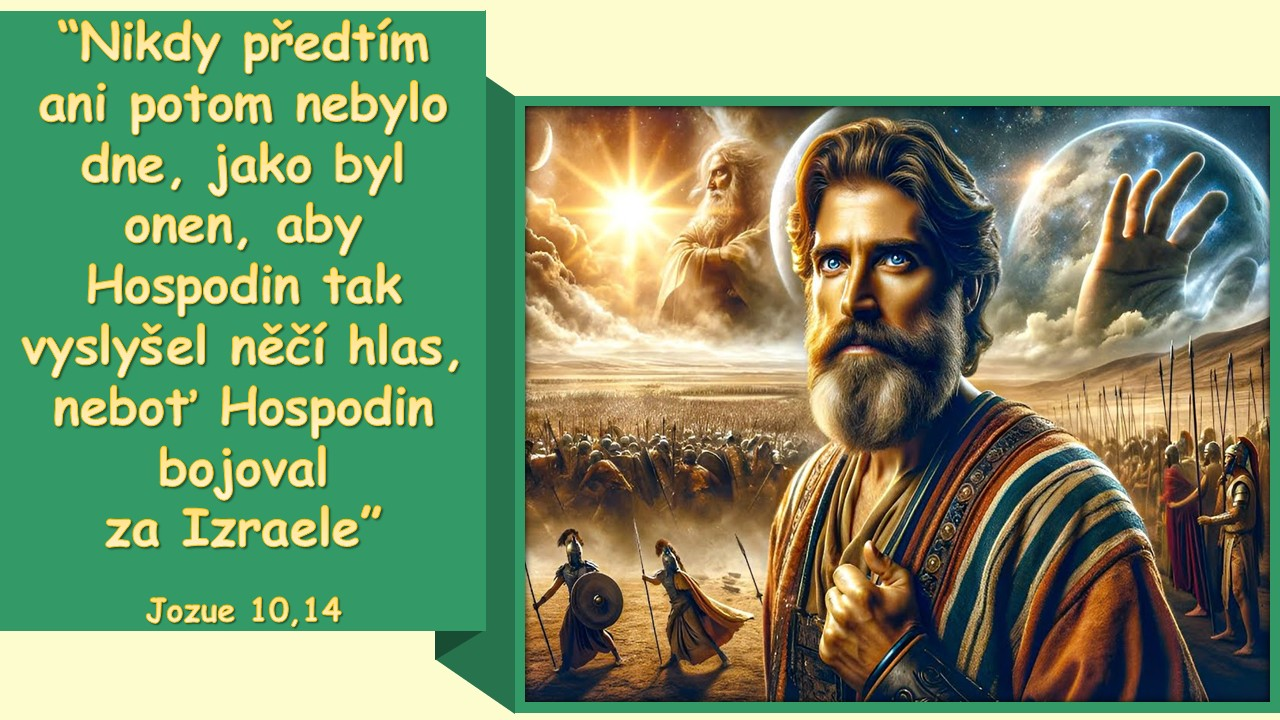 “Nikdy předtím
ani potom nebylo
dne, jako byl
onen, aby
Hospodin tak
vyslyšel něčí hlas,
neboť Hospodin
bojoval
za Izraele”
Jozue 10,14